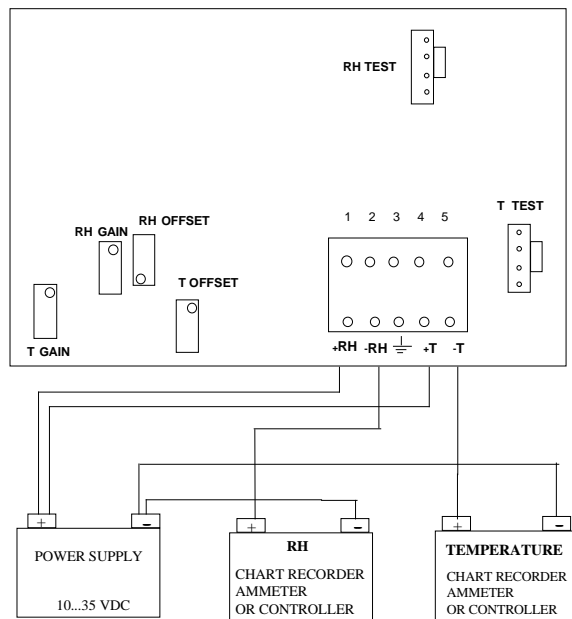 RH TEST
T TEST
1 2 3 4 5
RH OFFSET
RH GAIN
T OFFSET
T GAIN
+RH -RH +T -T
+ - + - + -
POWER SUPPLY
10...35 VDC
RH
CHART RECORDER
AMMETER
OR CONTROLLER
TEMPERATURE
CHART RECORDER
AMMETER
OR CONTROLLER